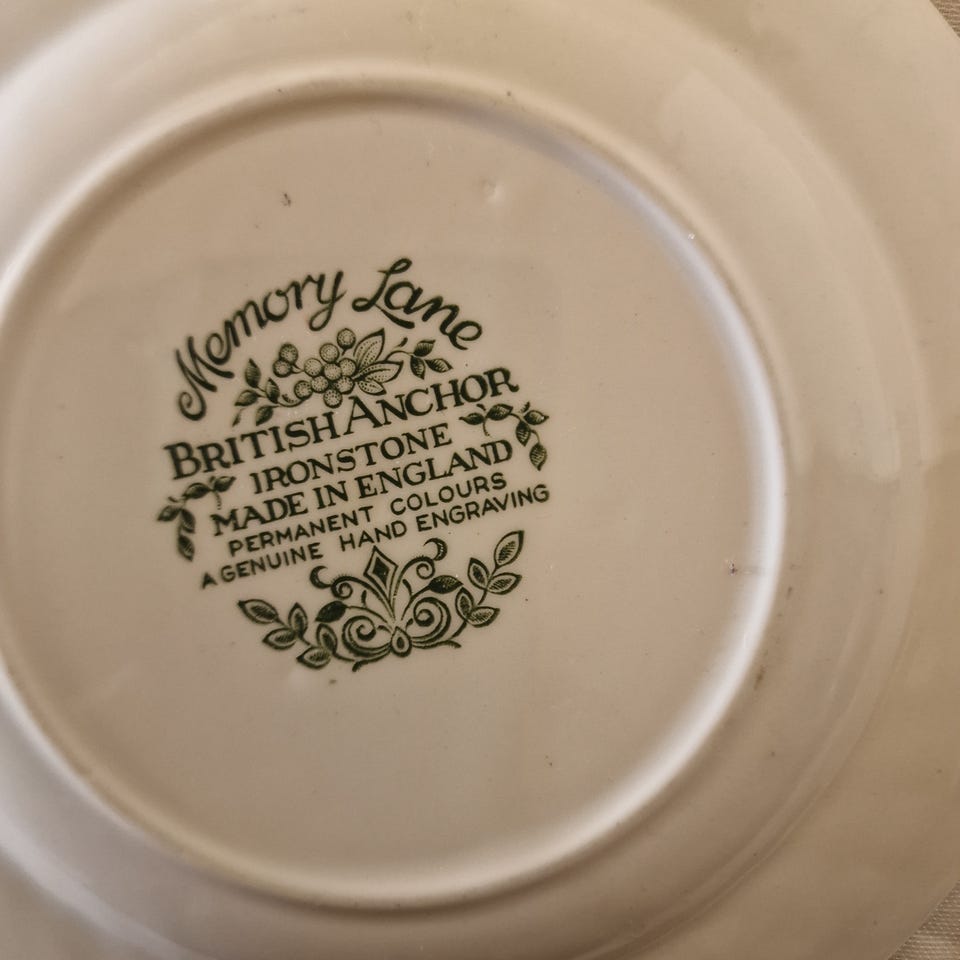 Memory Lane
BRITISH ANCHOR
IRONSTONE
MADE IN ENGLAND
PERMANENT COLOURS
A GENUINE HAND ENGRAVING